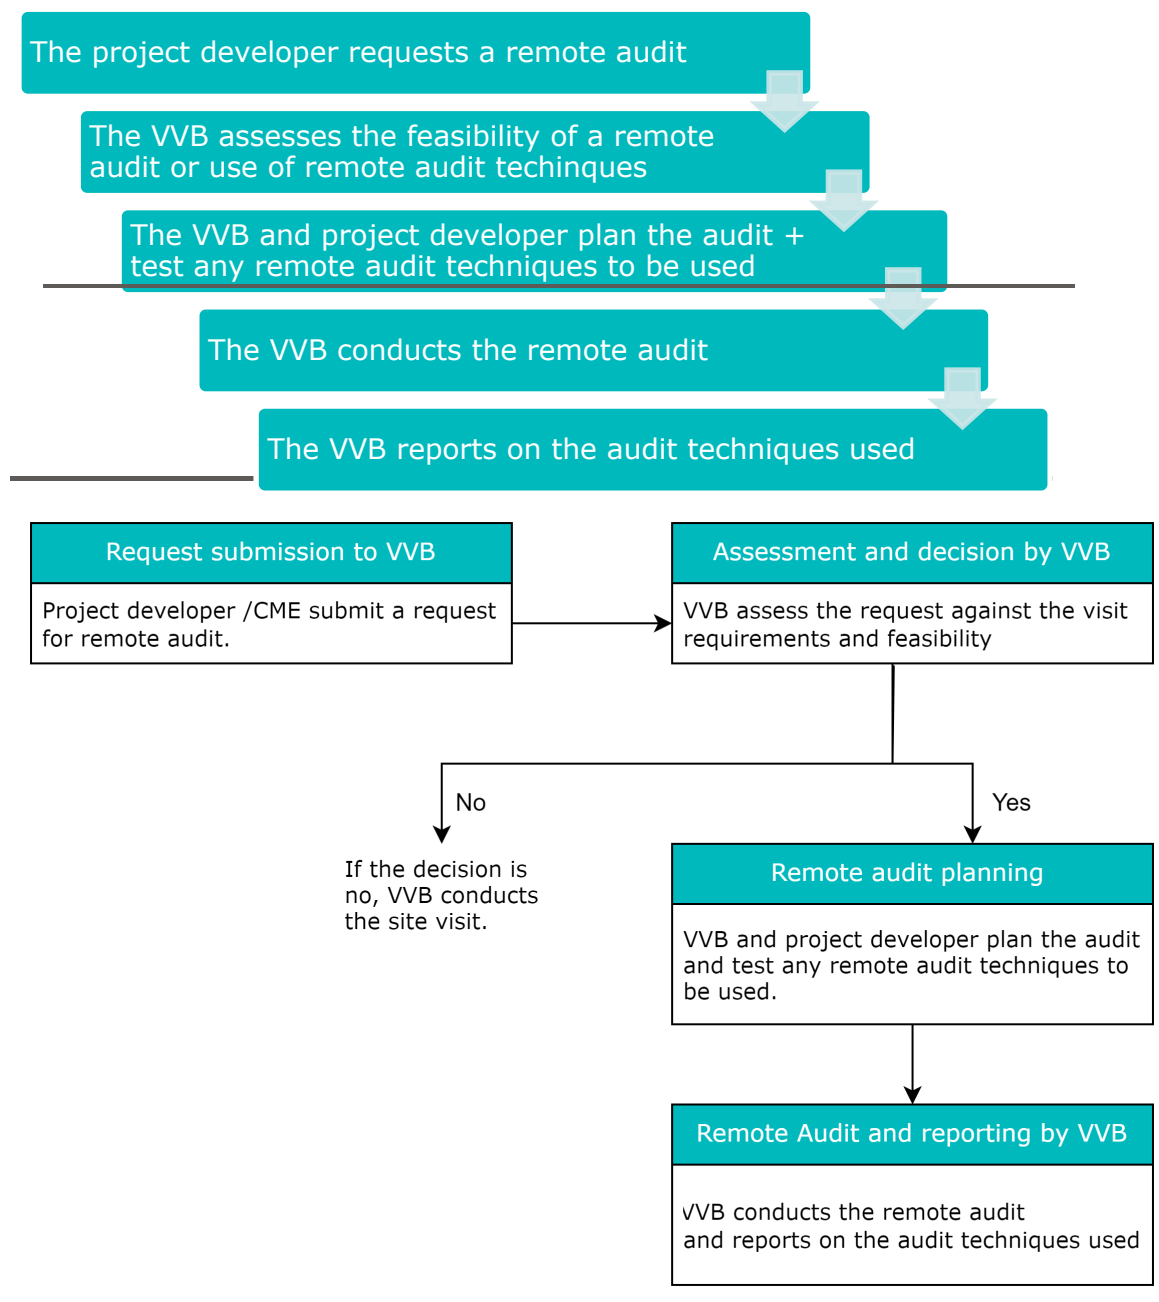 The project developer requests a remote audit
The VVB assesses the feasibility of a remote
audit or use of remote audit techinques
The VVB and project developer plan the audit +
test any remote audit techniques to be used
The VVB conducts the remote audit
The VVB reports on the audit techniques used
Request submission to VVB
Project developer /CME submit a request
for remote audit.
Assessment and decision by VVB
VVB assess the request against the visit
requirements and feasibility
No
Yes
If the decision is
no, VVB conducts
the site visit.
Remote audit planning
VVB and project developer plan the audit
and test any remote audit techniques to
be used.
Remote Audit and reporting by VVB
VVB conducts the remote audit
and reports on the audit techniques used